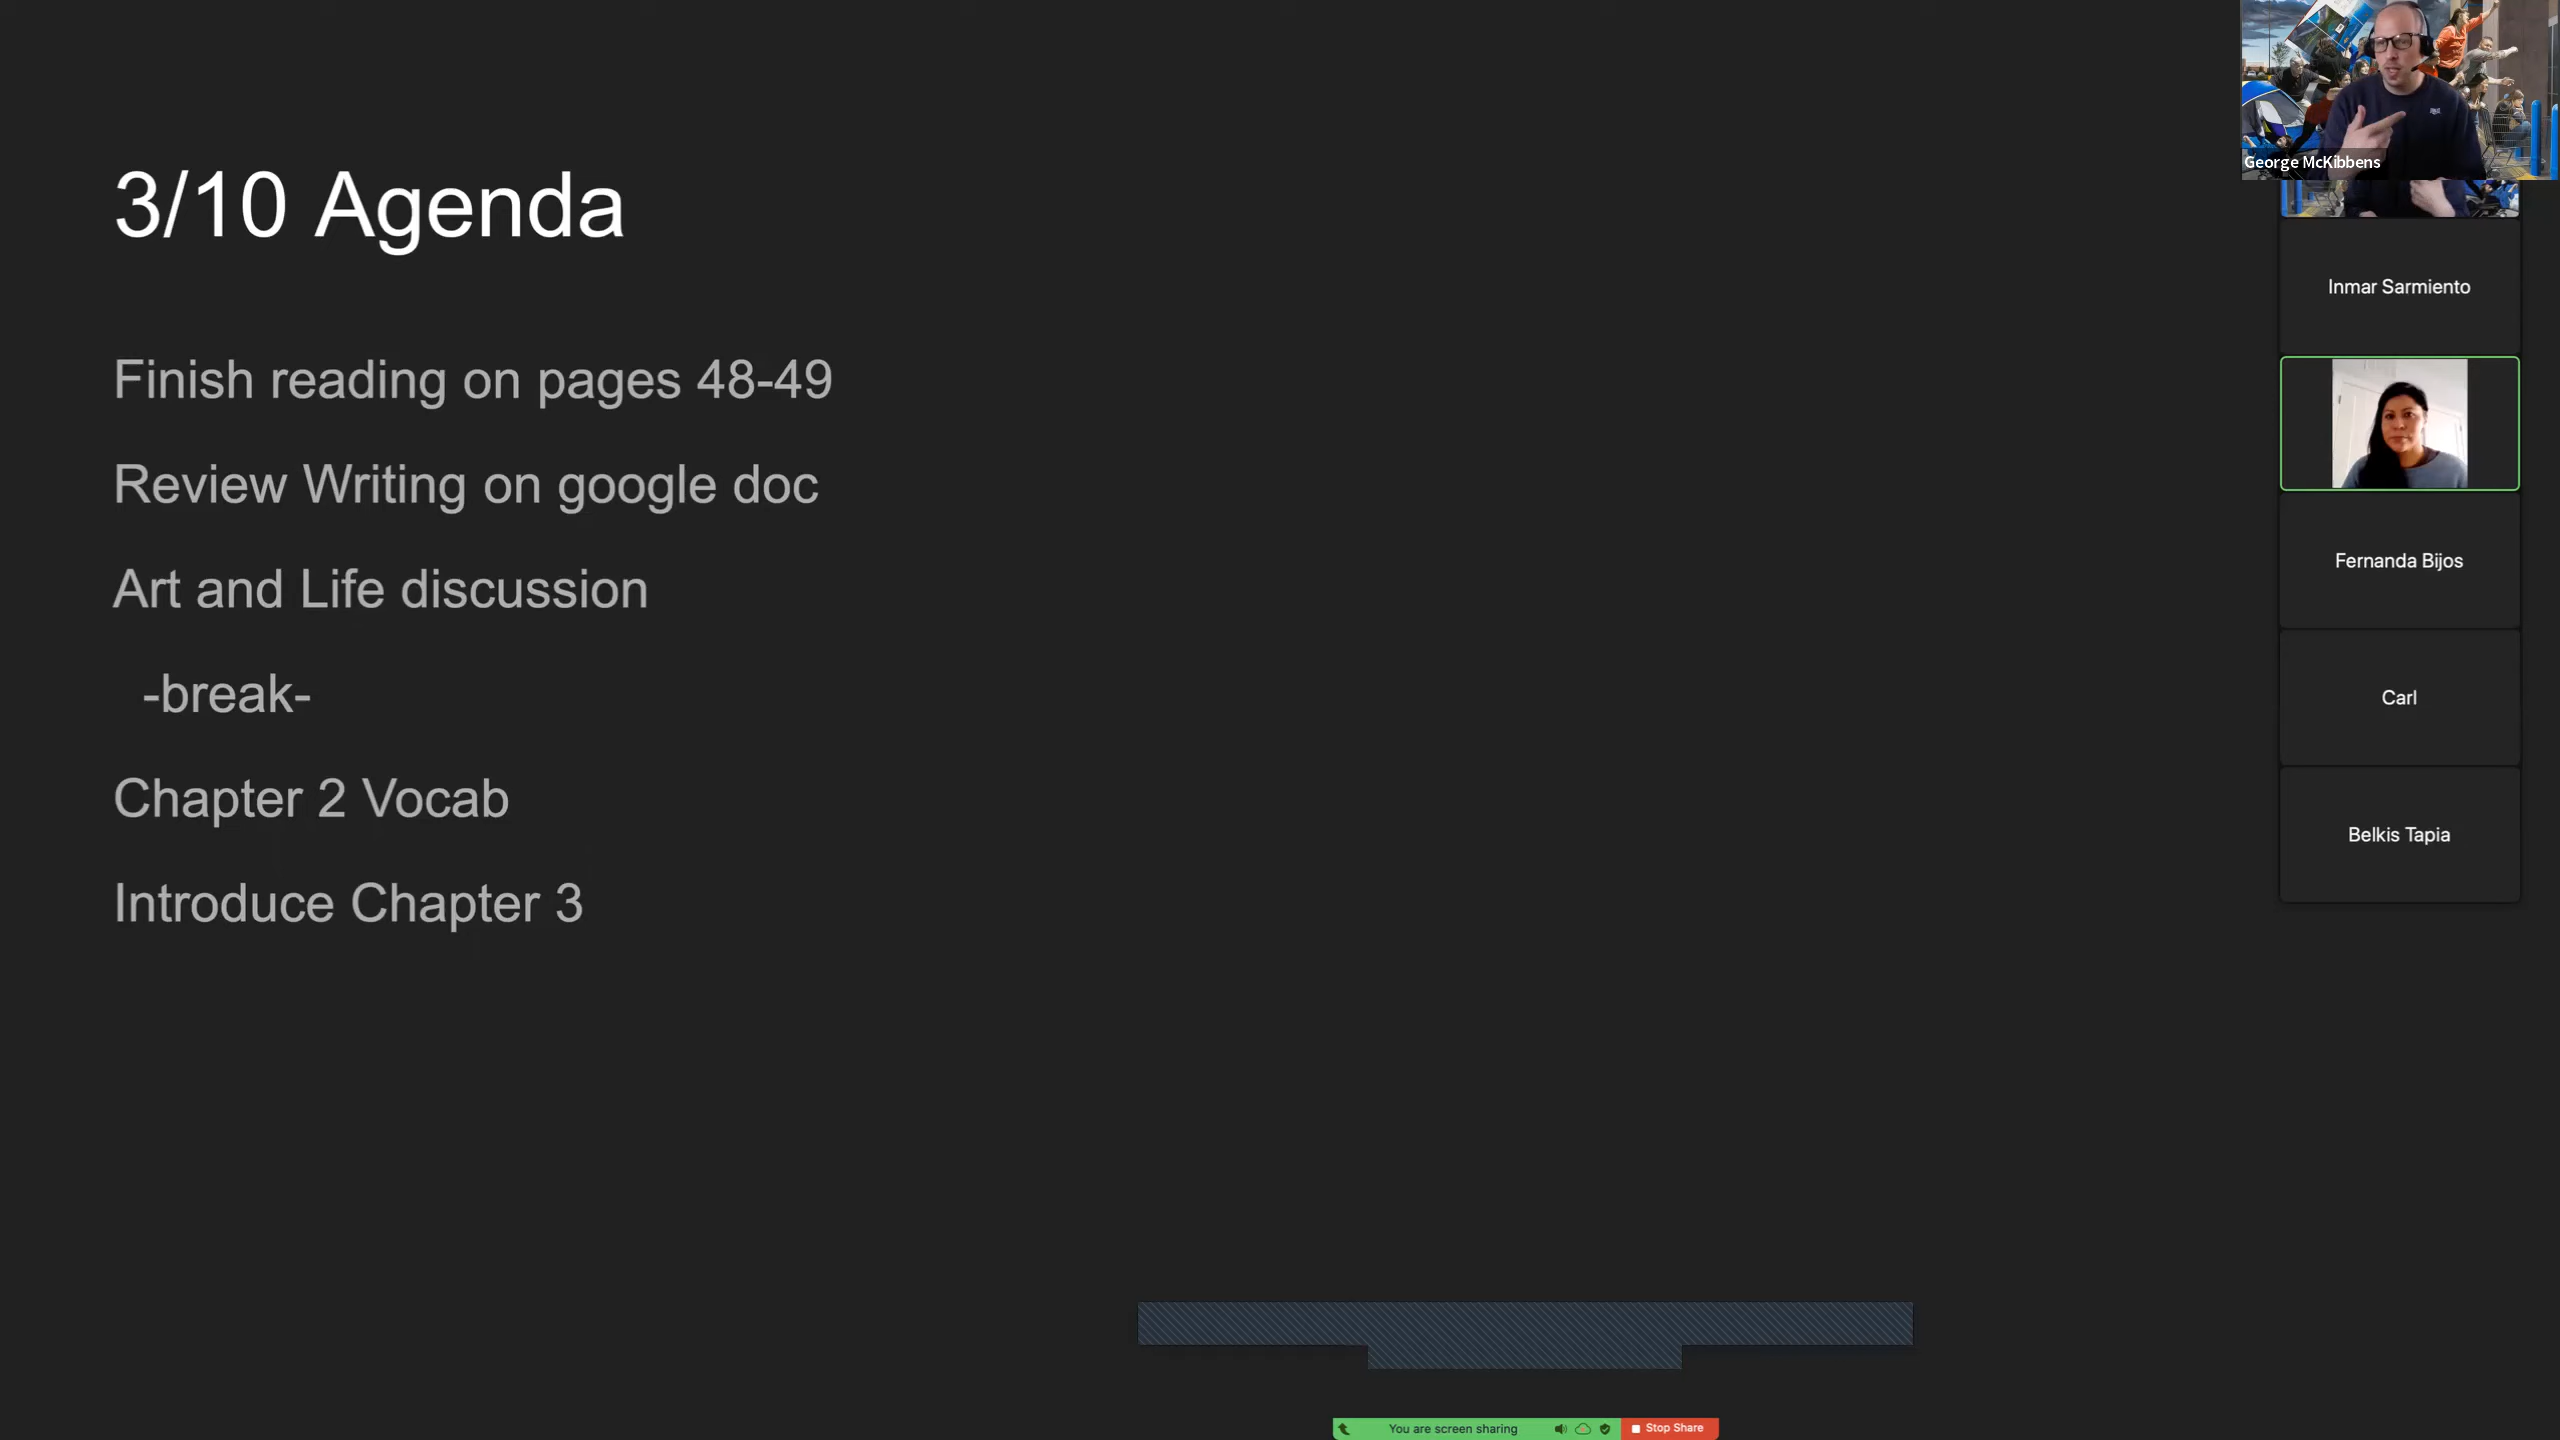 3/10 Agenda
Finish reading on pages 48-49
Review Writing on google doc
Art and Life discussion
-break-
Chapter 2 Vocab
Introduce Chapter 3
George McKibbens
Inmar Sarmiento
Fernanda Bijos
Carl
Belkis Tapia
You are screen sharing
Stop Share